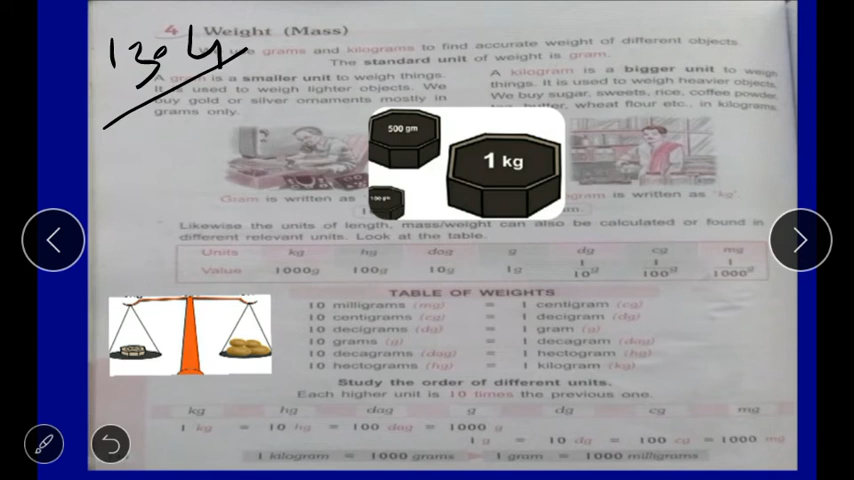 4 Weight (Mass)
13.4
use grams and kilograms to find accurate weight of different objects.
The standard unit of weight is gram.
A gram is a smaller unit to weigh things.
It is used to weigh lighter objects. We
buy gold or silver ornaments mostly in
grams only.
A kilogram is a bigger unit to weigh
things. It is used to weigh heavier objects.
We buy sugar, sweets, rice, coffee powder,
butter, wheat flour etc., in kilograms
500 gm
1 kg
100 gm
Gram is written as
gram is written as 'kg'
Likewise the units of length, mass/weight can also be calculated or found in
different relevant units. Look at the table.
Units kg hg dag g dg cg mg
Value 1000g 100g 10g 1g 1/10 g 1/100 g 1/1000 g
TABLE OF WEIGHTS
10 milligrams (mg) = 1 centigram (cg)
10 centigrams (cg) = 1 decigram (dg)
10 decigrams (dg) = 1 gram (g)
10 grams (g) = 1 decagram (dag)
10 decagrams (dag) = 1 hectogram (hg)
10 hectograms (hg) = 1 kilogram (kg)
Study the order of different units.
Each higher unit is 10 times the previous one.
kg hg dag g dg cg mg
1 kg = 10 hg = 100 dag = 1000 g
1 g = 10 dg = 100 cg = 1000 mg
1 kilogram = 1000 grams 1 gram = 1000 milligrams